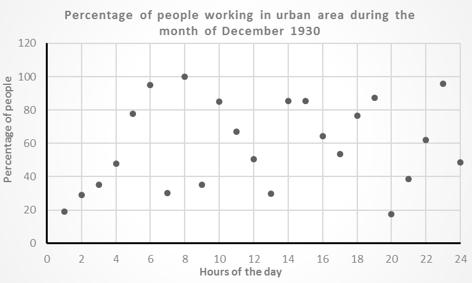 Percentage of people working in urban area during the
month of December 1930
120
100
80
60
40
20
0
Percentage of people
0 2 4 6 8 10 12 14 16 18 20 22 24
Hours of the day